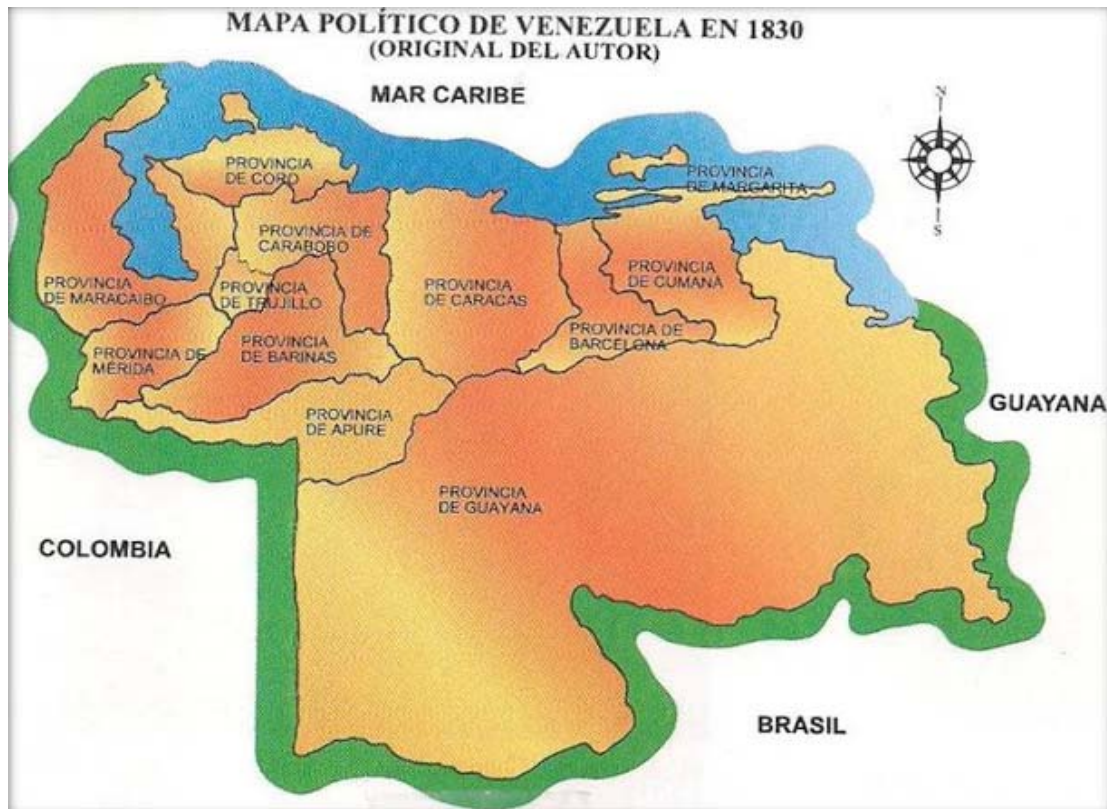 MAPA POLÍTICO DE VENEZUELA EN 1830
(ORIGINAL DEL AUTOR)
MAR CARIBE
N
S
PROVINCIA
DE CORO
PROVINCIA
DE MARGARITA
PROVINCIA DE
CARABOBO
PROVINCIA
DE MARACAIBO
PROVINCIA
DE TRUJILLO
PROVINCIA
DE CARACAS
PROVINCIA
DE CUMANÁ
PROVINCIA DE
MÉRIDA
PROVINCIA
DE BARINAS
PROVINCIA DE
BARCELONA
PROVINCIA
DE APURE
GUAYANA
PROVINCIA
DE GUAYANA
COLOMBIA
BRASIL